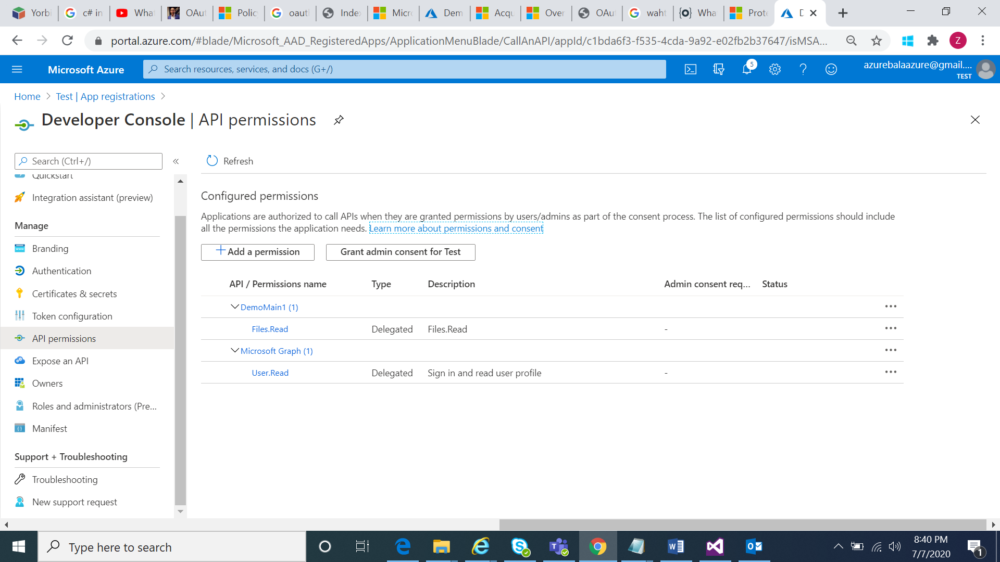 Yorbi
c# in
What
OAut
Policy
oauth
Index
Micro
Dem
Acqu
Over
OAut
waht
Wha
Prote
D
portal.azure.com/#blade/Microsoft_AAD_RegisteredApps/ApplicationMenuBlade/CallAnAPI/appId/c1bda6f3-f535-4cda-9a92-e02fb2b37647/isMSA...
Z
Microsoft Azure
Search resources, services, and docs (G+/)
5
azurebalaazure@gmail....
TEST
Home > Test | App registrations >
Developer Console | API permissions
Search (Ctrl+/)
«
Refresh
Quickstart
Integration assistant (preview)
Manage
Branding
Authentication
Certificates & secrets
Token configuration
API permissions
Expose an API
Owners
Roles and administrators (Pre...
Manifest
Support + Troubleshooting
Troubleshooting
New support request
Configured permissions
Applications are authorized to call APIs when they are granted permissions by users/admins as part of the consent process. The list of configured permissions should include
all the permissions the application needs. Learn more about permissions and consent
+ Add a permission
Grant admin consent for Test
API / Permissions name Type Description Admin consent req... Status
DemoMain1 (1) ...
Files.Read Delegated Files.Read - ...
Microsoft Graph (1) ...
User.Read Delegated Sign in and read user profile - ...
Type here to search
8:40 PM
7/7/2020
1